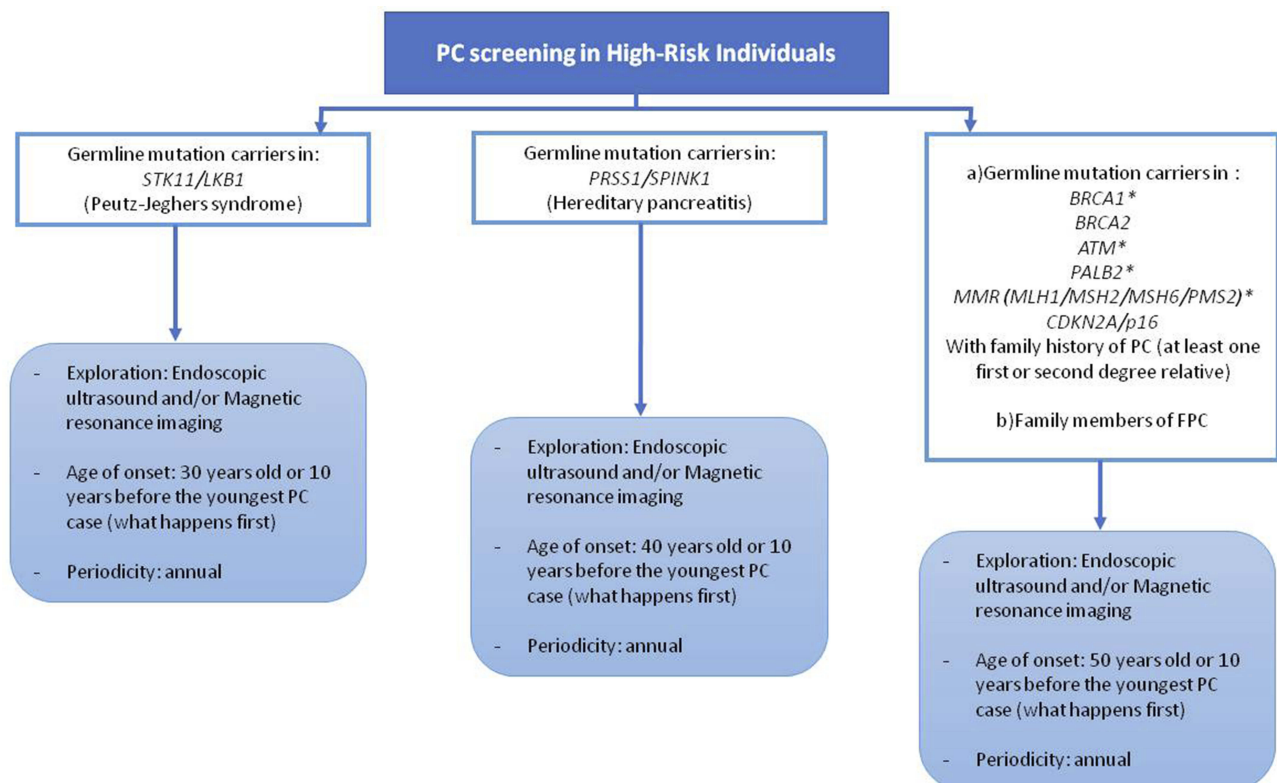 PC screening in High-Risk Individuals
Germline mutation carriers in:
STK11/LKB1
(Peutz-Jeghers syndrome)
- Exploration: Endoscopic
ultrasound and/or Magnetic
resonance imaging
- Age of onset: 30 years old or 10
years before the youngest PC
case (what happens first)
- Periodicity: annual
Germline mutation carriers in:
PRSS1/SPINK1
(Hereditary pancreatitis)
- Exploration: Endoscopic
ultrasound and/or Magnetic
resonance imaging
- Age of onset: 40 years old or 10
years before the youngest PC
case (what happens first)
- Periodicity: annual
a)Germline mutation carriers in :
BRCA1*
BRCA2
ATM*
PALB2*
MMR (MLH1/MSH2/MSH6/PMS2)*
CDKN2A/p16
With family history of PC (at least one
first or second degree relative)
b)Family members of FPC
- Exploration: Endoscopic
ultrasound and/or Magnetic
resonance imaging
- Age of onset: 50 years old or 10
years before the youngest PC
case (what happens first)
- Periodicity: annual